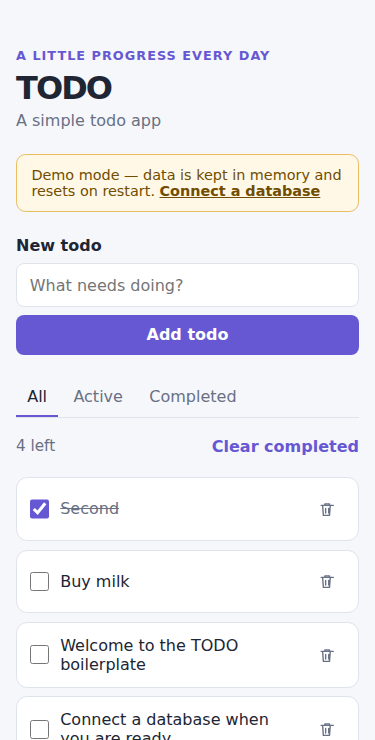 A LITTLE PROGRESS EVERY DAY
TODO
A simple todo app
Demo mode — data is kept in memory and
resets on restart. Connect a database
New todo
What needs doing?
Add todo
All Active Completed
4 left Clear completed
Second
Buy milk
Welcome to the TODO
boilerplate
Connect a database when
you are ready